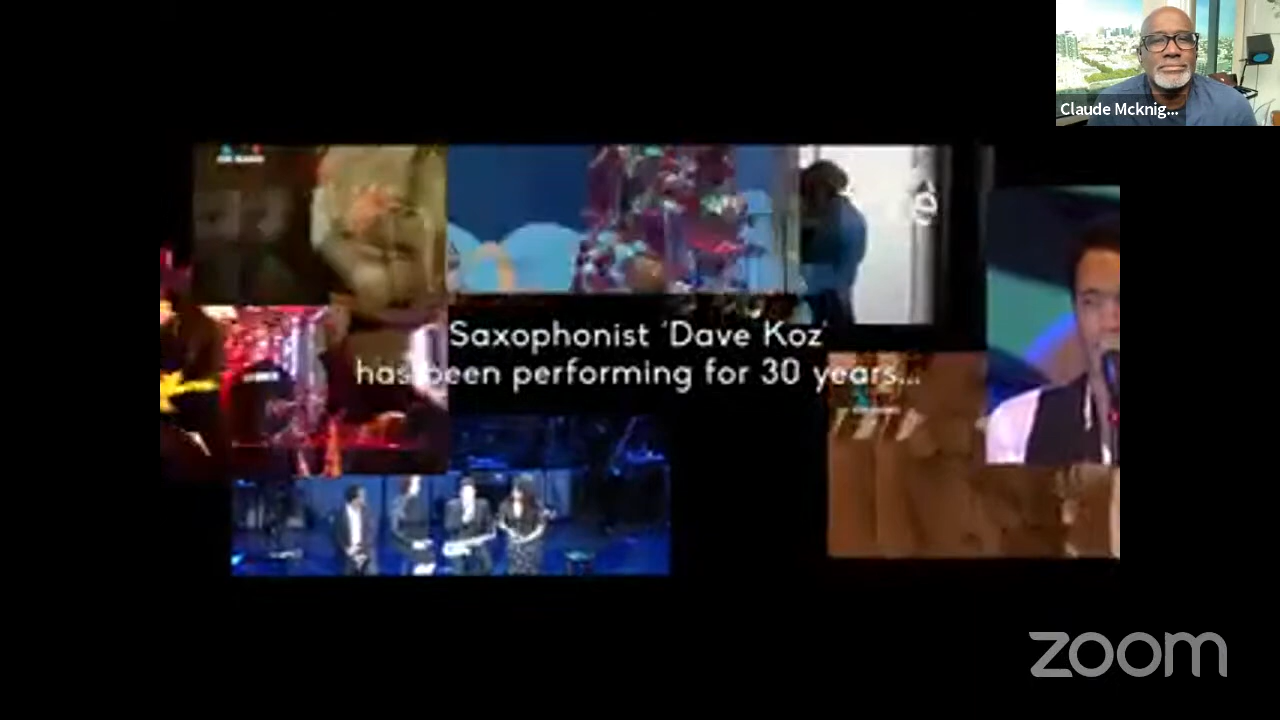 Claude Mcknig...
Saxophonist 'Dave Koz'
has been performing for 30 years...
zoom